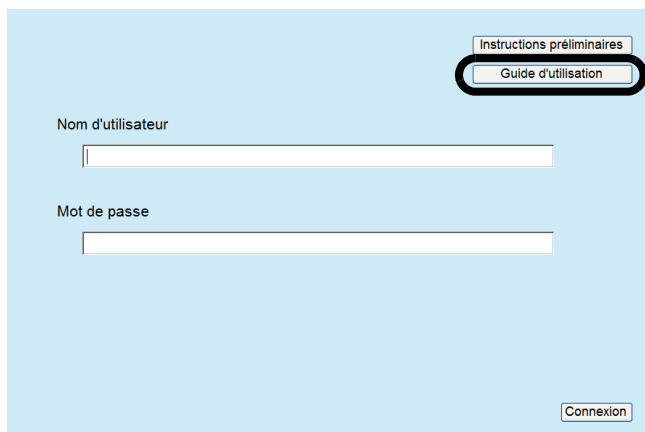 Instructions préliminaires
Guide d'utilisation
Nom d'utilisateur
Mot de passe
Connexion